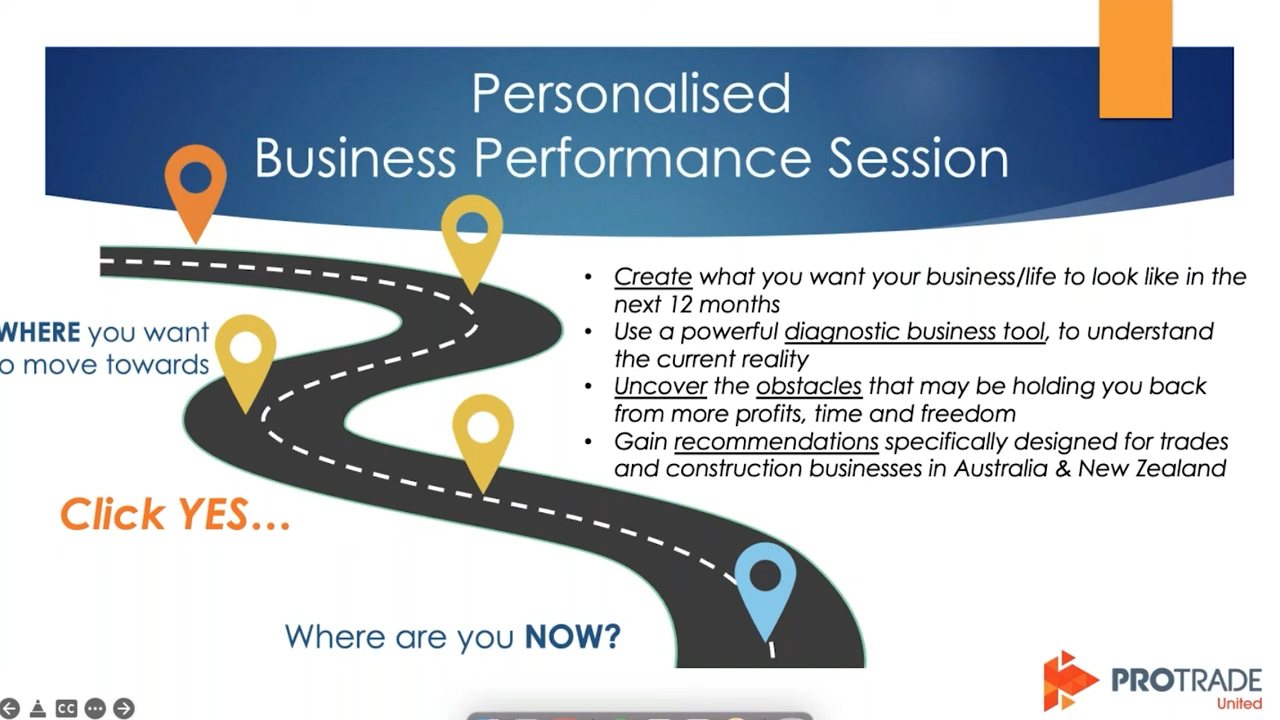 Personalised
Business Performance Session
• Create what you want your business/life to look like in the
next 12 months
• Use a powerful diagnostic business tool, to understand
the current reality
• Uncover the obstacles that may be holding you back
from more profits, time and freedom
• Gain recommendations specifically designed for trades
and construction businesses in Australia & New Zealand
WHERE you want
o move towards
Click YES...
Where are you NOW?
PROTRADE
United
CC